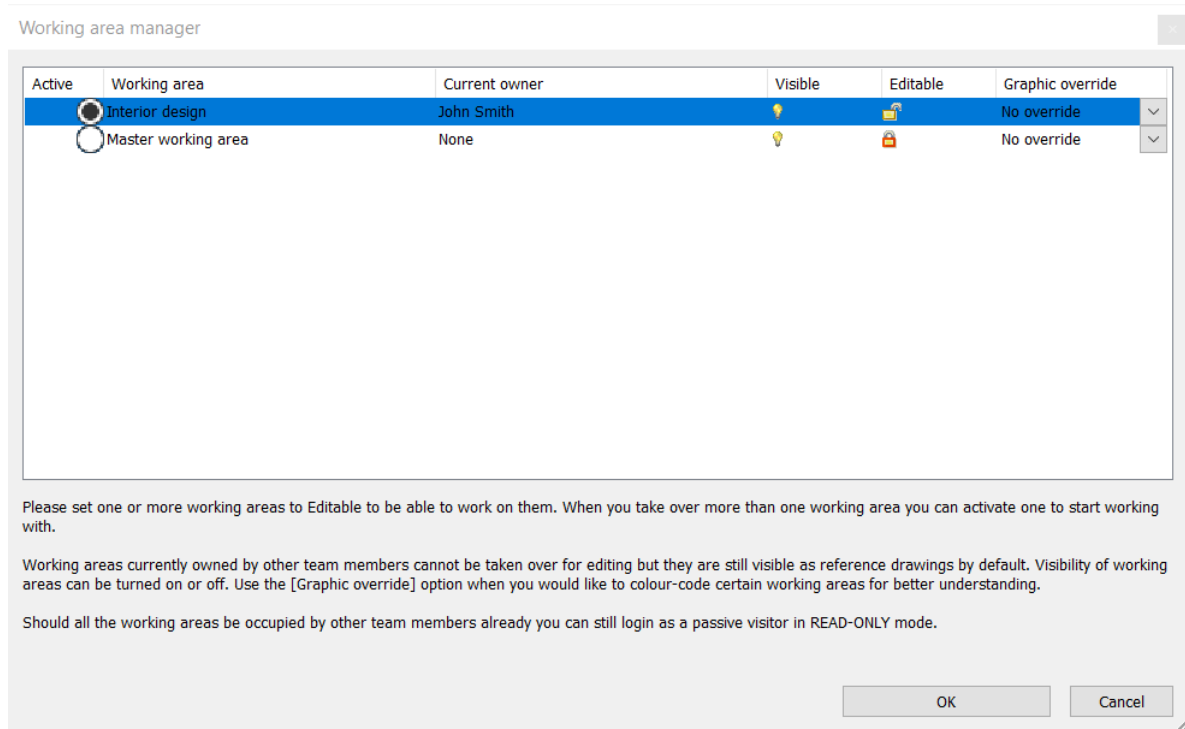 Working area manager
Active Working area Current owner Visible Editable Graphic override
Interior design John Smith No override
Master working area None No override
Please set one or more working areas to Editable to be able to work on them. When you take over more than one working area you can activate one to start working
with.
Working areas currently owned by other team members cannot be taken over for editing but they are still visible as reference drawings by default. Visibility of working
areas can be turned on or off. Use the [Graphic override] option when you would like to colour-code certain working areas for better understanding.
Should all the working areas be occupied by other team members already you can still login as a passive visitor in READ-ONLY mode.
OK Cancel